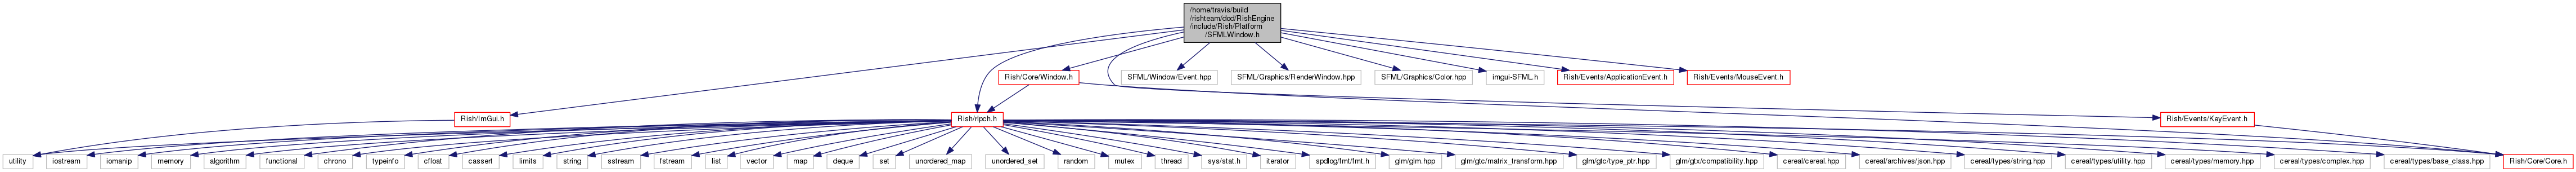 /home/travis/build
/rishteam/dod/RishEngine
/include/Rish/Platform
/SFMLWindow.h
Rish/Core/Window.h
SFML/Window/Event.hpp
SFML/Graphics/RenderWindow.hpp
SFML/Graphics/Color.hpp
imgui-SFML.h
Rish/Events/ApplicationEvent.h
Rish/Events/MouseEvent.h
Rish/ImGui.h
Rish/rlpch.h
Rish/Events/KeyEvent.h
utility
iostream
iomanip
memory
algorithm
functional
chrono
typeinfo
cfloat
cassert
limits
string
sstream
fstream
list
vector
map
deque
set
unordered_map
unordered_set
random
mutex
thread
sys/stat.h
iterator
spdlog/fmt/fmt.h
glm/glm.hpp
glm/gtc/matrix_transform.hpp
glm/gtc/type_ptr.hpp
glm/gtx/compatibility.hpp
cereal/cereal.hpp
cereal/archives/json.hpp
cereal/types/string.hpp
cereal/types/utility.hpp
cereal/types/memory.hpp
cereal/types/complex.hpp
cereal/types/base_class.hpp
Rish/Core/Core.h